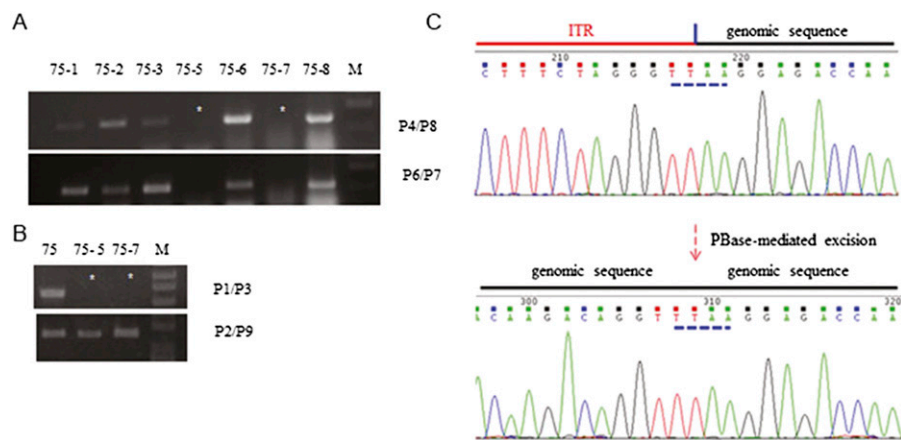 A
75-1 75-2 75-3 75-5 75-6 75-7 75-8 M
* *
P4/P8
P6/P7
B
75 75-5 75-7 M
* *
P1/P3
P2/P9
C
ITR genomic sequence
210 220
C T T T C T A G G G T T A A G G A G A C C A A
PBase-mediated excision
genomic sequence genomic sequence
300 310 320
A C A A G A C A G G T T T A A G G A G A C C A A